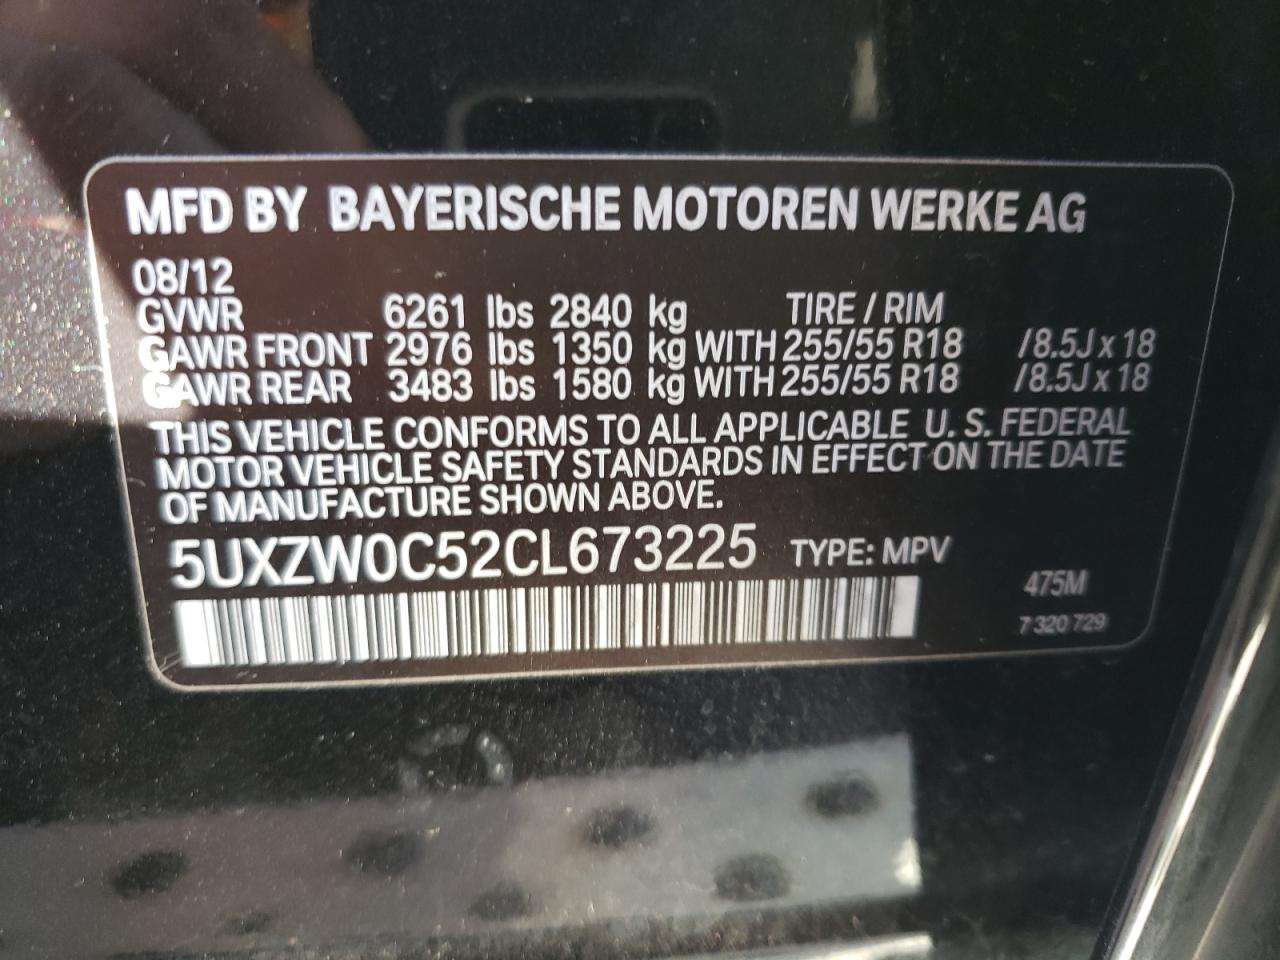 MFD BY BAYERISCHE MOTOREN WERKE AG
08/12
GVWR 6261 lbs 2840 kg TIRE / RIM
GAWR FRONT 2976 lbs 1350 kg WITH 255/55 R18 /8.5J x 18
GAWR REAR 3483 lbs 1580 kg WITH 255/55 R18 /8.5J x 18
THIS VEHICLE CONFORMS TO ALL APPLICABLE U. S. FEDERAL
MOTOR VEHICLE SAFETY STANDARDS IN EFFECT ON THE DATE
OF MANUFACTURE SHOWN ABOVE.
5UXZW0C52CL673225 TYPE: MPV
475M
7 320 729